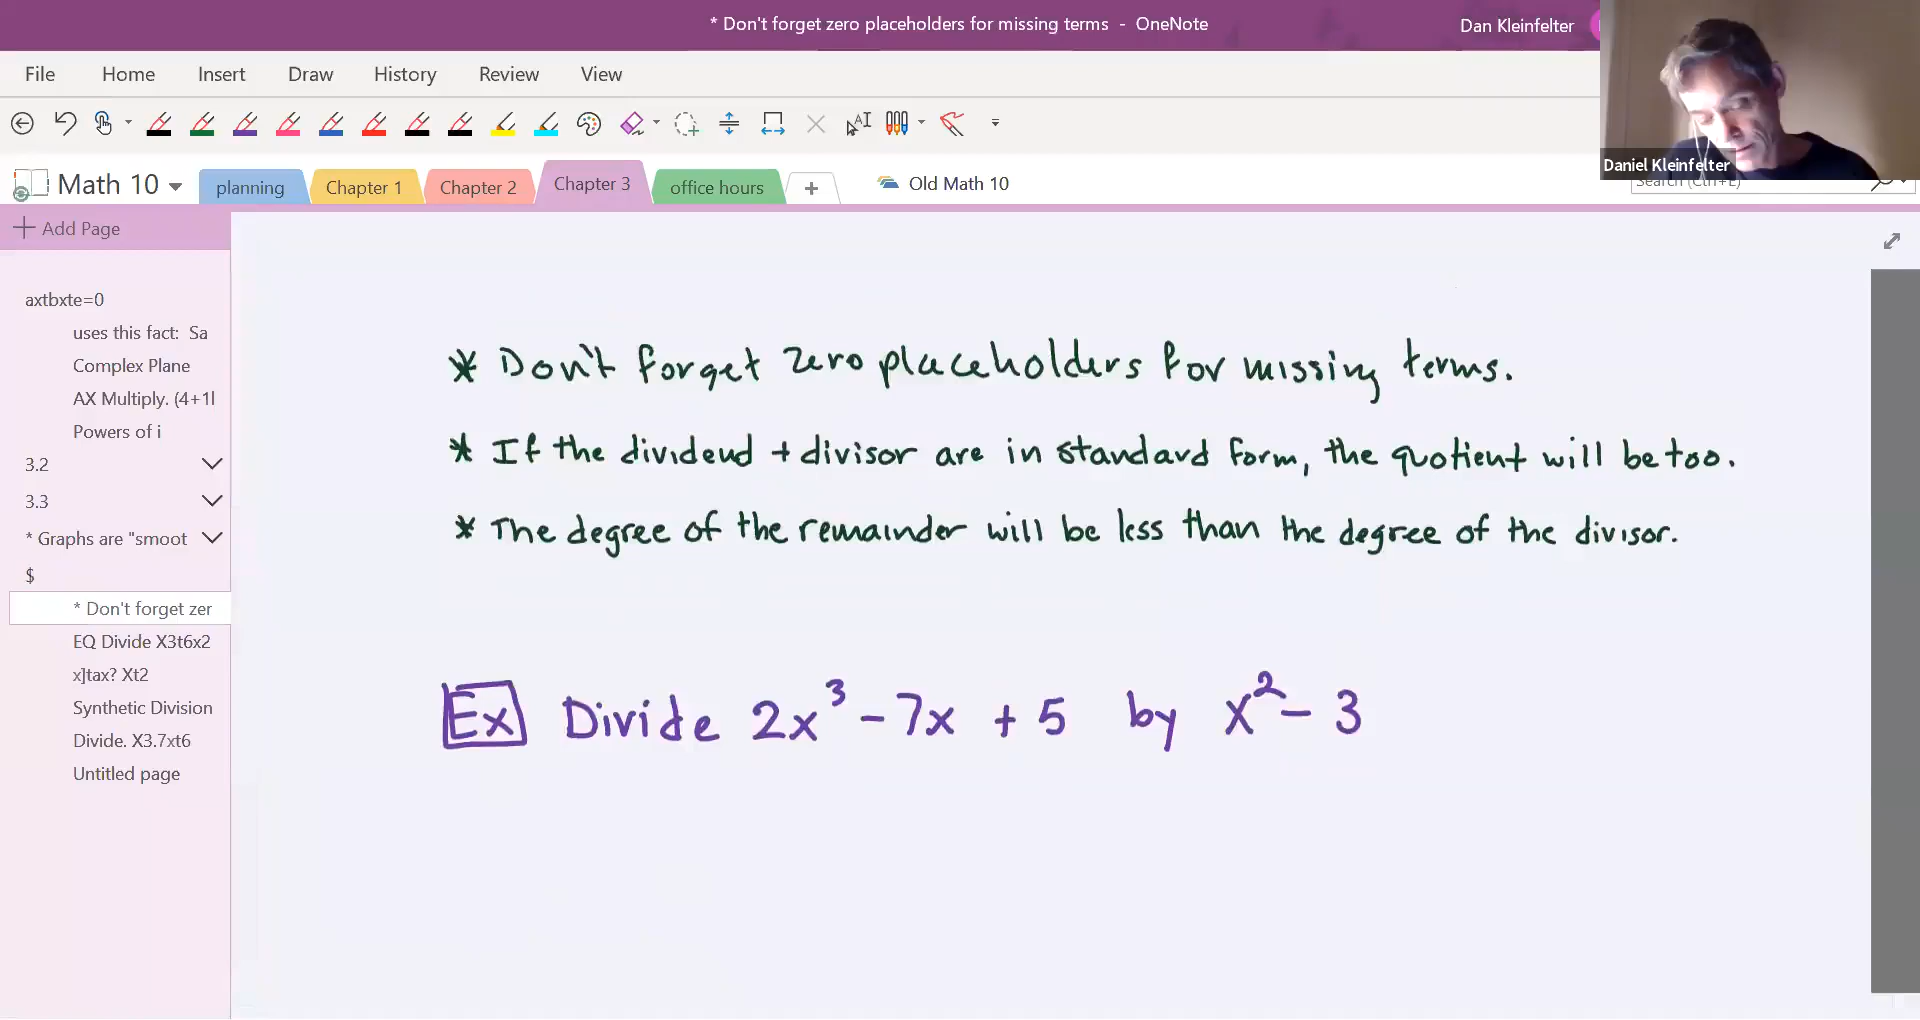 * Don't forget zero placeholders for missing terms - OneNote
Dan Kleinfelter
File Home Insert Draw History Review View
Daniel Kleinfelter
Math 10 planning Chapter 1 Chapter 2 Chapter 3 office hours + Old Math 10
Search (Ctrl+E)
Add Page
axtbxte=0
uses this fact: Sa
Complex Plane
AX Multiply. (4+1l
Powers of i
3.2
3.3
* Graphs are "smoot
$
* Don't forget zer
EQ Divide X3t6x2
x]tax? Xt2
Synthetic Division
Divide. X3.7xt6
Untitled page
* Don't forget zero placeholders for missing terms.
* If the dividend + divisor are in standard form, the quotient will be too.
* The degree of the remainder will be less than the degree of the divisor.
Ex Divide 2x³ - 7x + 5 by x² - 3